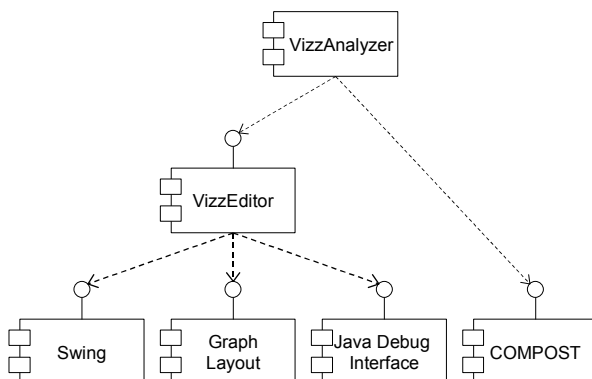 VizzAnalyzer
VizzEditor
Swing
Graph
Layout
Java Debug
Interface
COMPOST